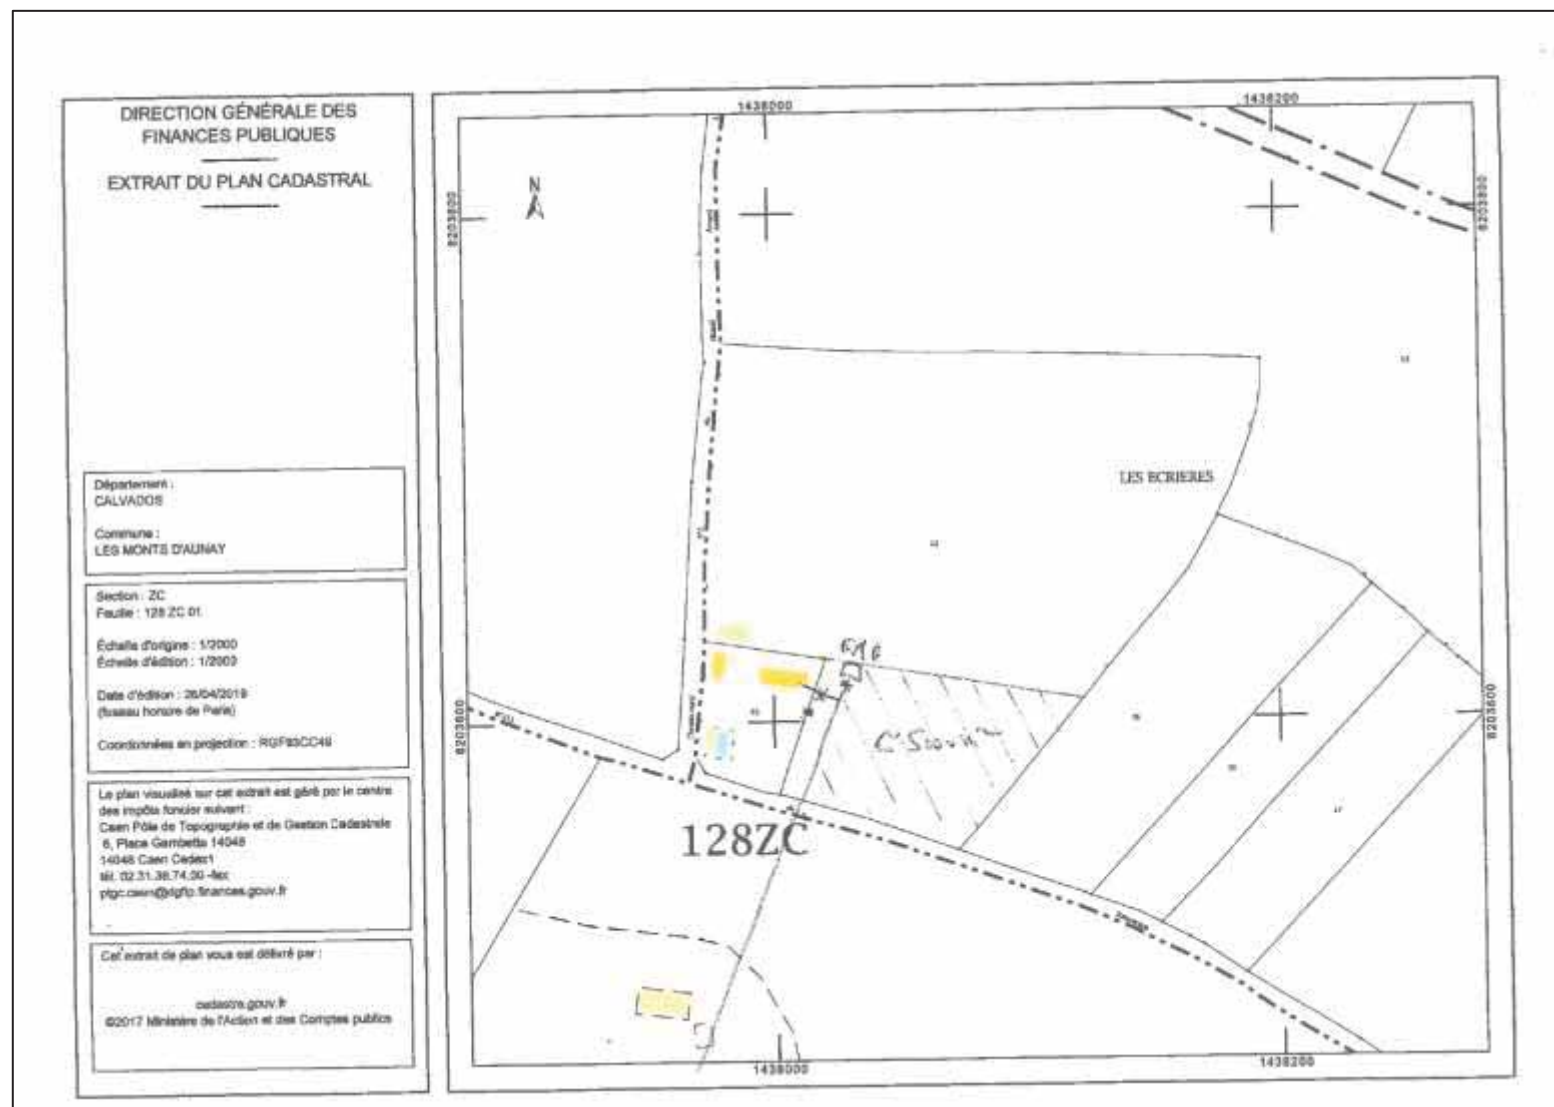 DIRECTION GÉNÉRALE DES
FINANCES PUBLIQUES
EXTRAIT DU PLAN CADASTRAL
Département :
CALVADOS
Commune :
LES MONTS D'AUNAY
Section : ZC
Feuille : 128 ZC 01
Échelle d'origine : 1/2000
Échelle d'édition : 1/2000
Date d'édition : 26/04/2019
(fuseau horaire de Paris)
Coordonnées en projection : RGF93CC49
Le plan visualisé sur cet extrait est géré par le centre
des impôts foncier suivant :
Caen Pôle de Topographie et de Gestion Cadastrale
6, Place Gambetta 14048
14048 Caen Cedex1
tél. 02.31.38.74.00 -fax
ptgc.caen@dgfip.finances.gouv.fr
Cet extrait de plan vous est délivré par :
cadastre.gouv.fr
©2017 Ministère de l'Action et des Comptes publics
1438000
1438200
8203800
8203800
N
LES ECRIERES
8203600
8203600
128ZC
1438000
1438200